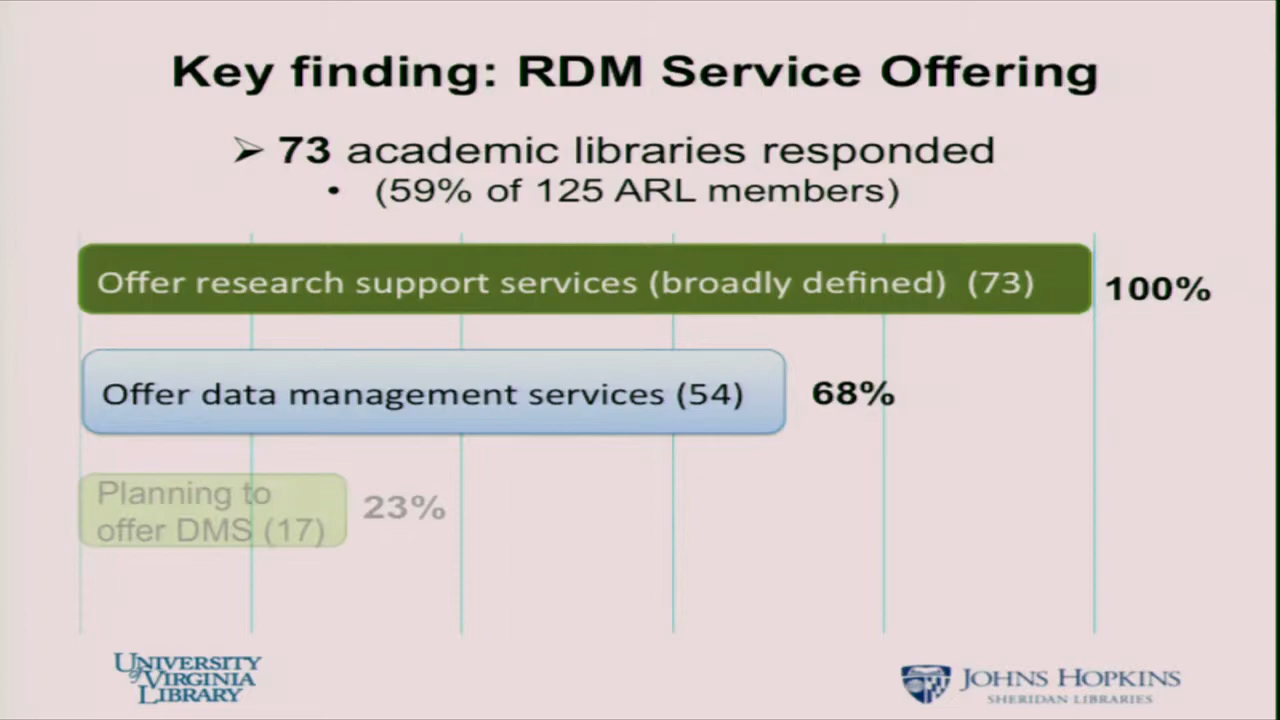 Key finding: RDM Service Offering
➢ 73 academic libraries responded
• (59% of 125 ARL members)
Offer research support services (broadly defined) (73)
100%
Offer data management services (54)
68%
Planning to
offer DMS (17)
23%
UNIVERSITY
of VIRGINIA
LIBRARY
JOHNS HOPKINS
SHERIDAN LIBRARIES